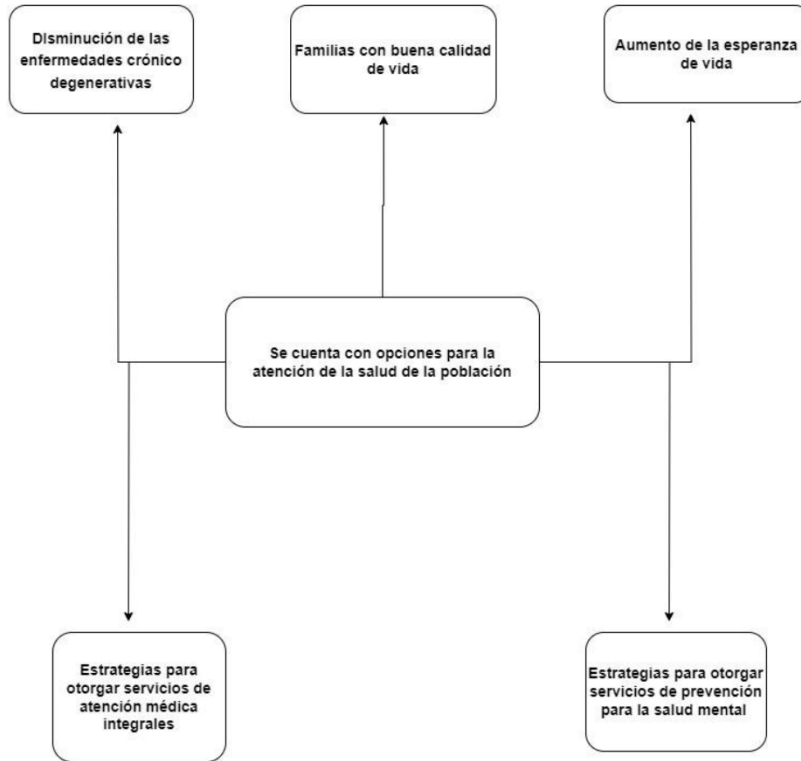 Disminución de las
enfermedades crónico
degenerativas
Familias con buena calidad
de vida
Aumento de la esperanza
de vida
Se cuenta con opciones para la
atención de la salud de la población
Estrategias para
otorgar servicios de
atención médica
integrales
Estrategias para otorgar
servicios de prevención
para la salud mental